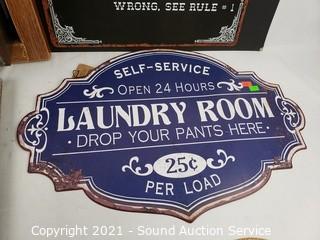 WRONG, SEE RULE #1
SELF-SERVICE
OPEN 24 HOURS
LAUNDRY ROOM
· DROP YOUR PANTS HERE ·
25¢
PER LOAD
Copyright 2021 - Sound Auction Service